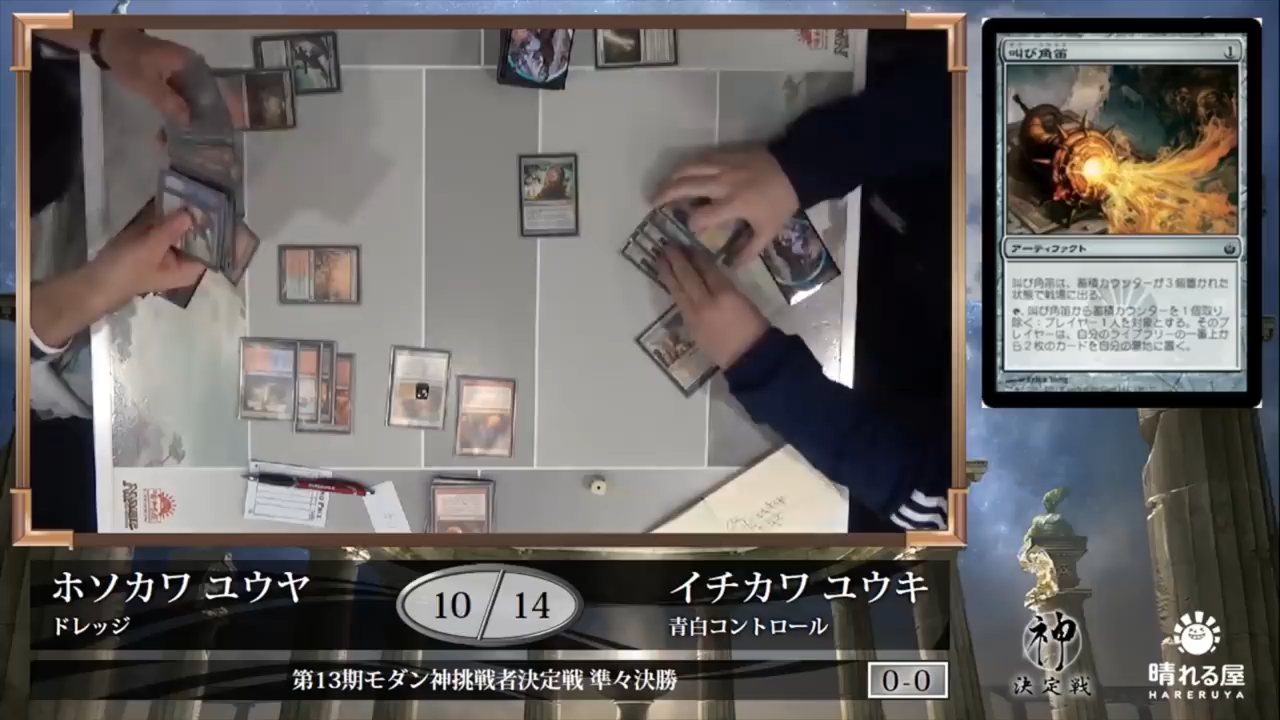 叫び角笛
1
アーティファクト
叫び角笛は、蓄積カウンターが3個置かれた
状態で戦場に出る。
叫び角笛から蓄積カウンターを1個取り
除く：プレイヤー1人を対象とする。そのプ
レイヤーは、自分のライブラリーの一番上か
ら2枚のカードを自分の墓地に置く。
ホソカワ ユウヤ
ドレッジ
10 / 14
イチカワ ユウキ
青白コントロール
第13期モダン神挑戦者決定戦 準々決勝
0-0
神
決定戦
晴れる屋
HARERUYA